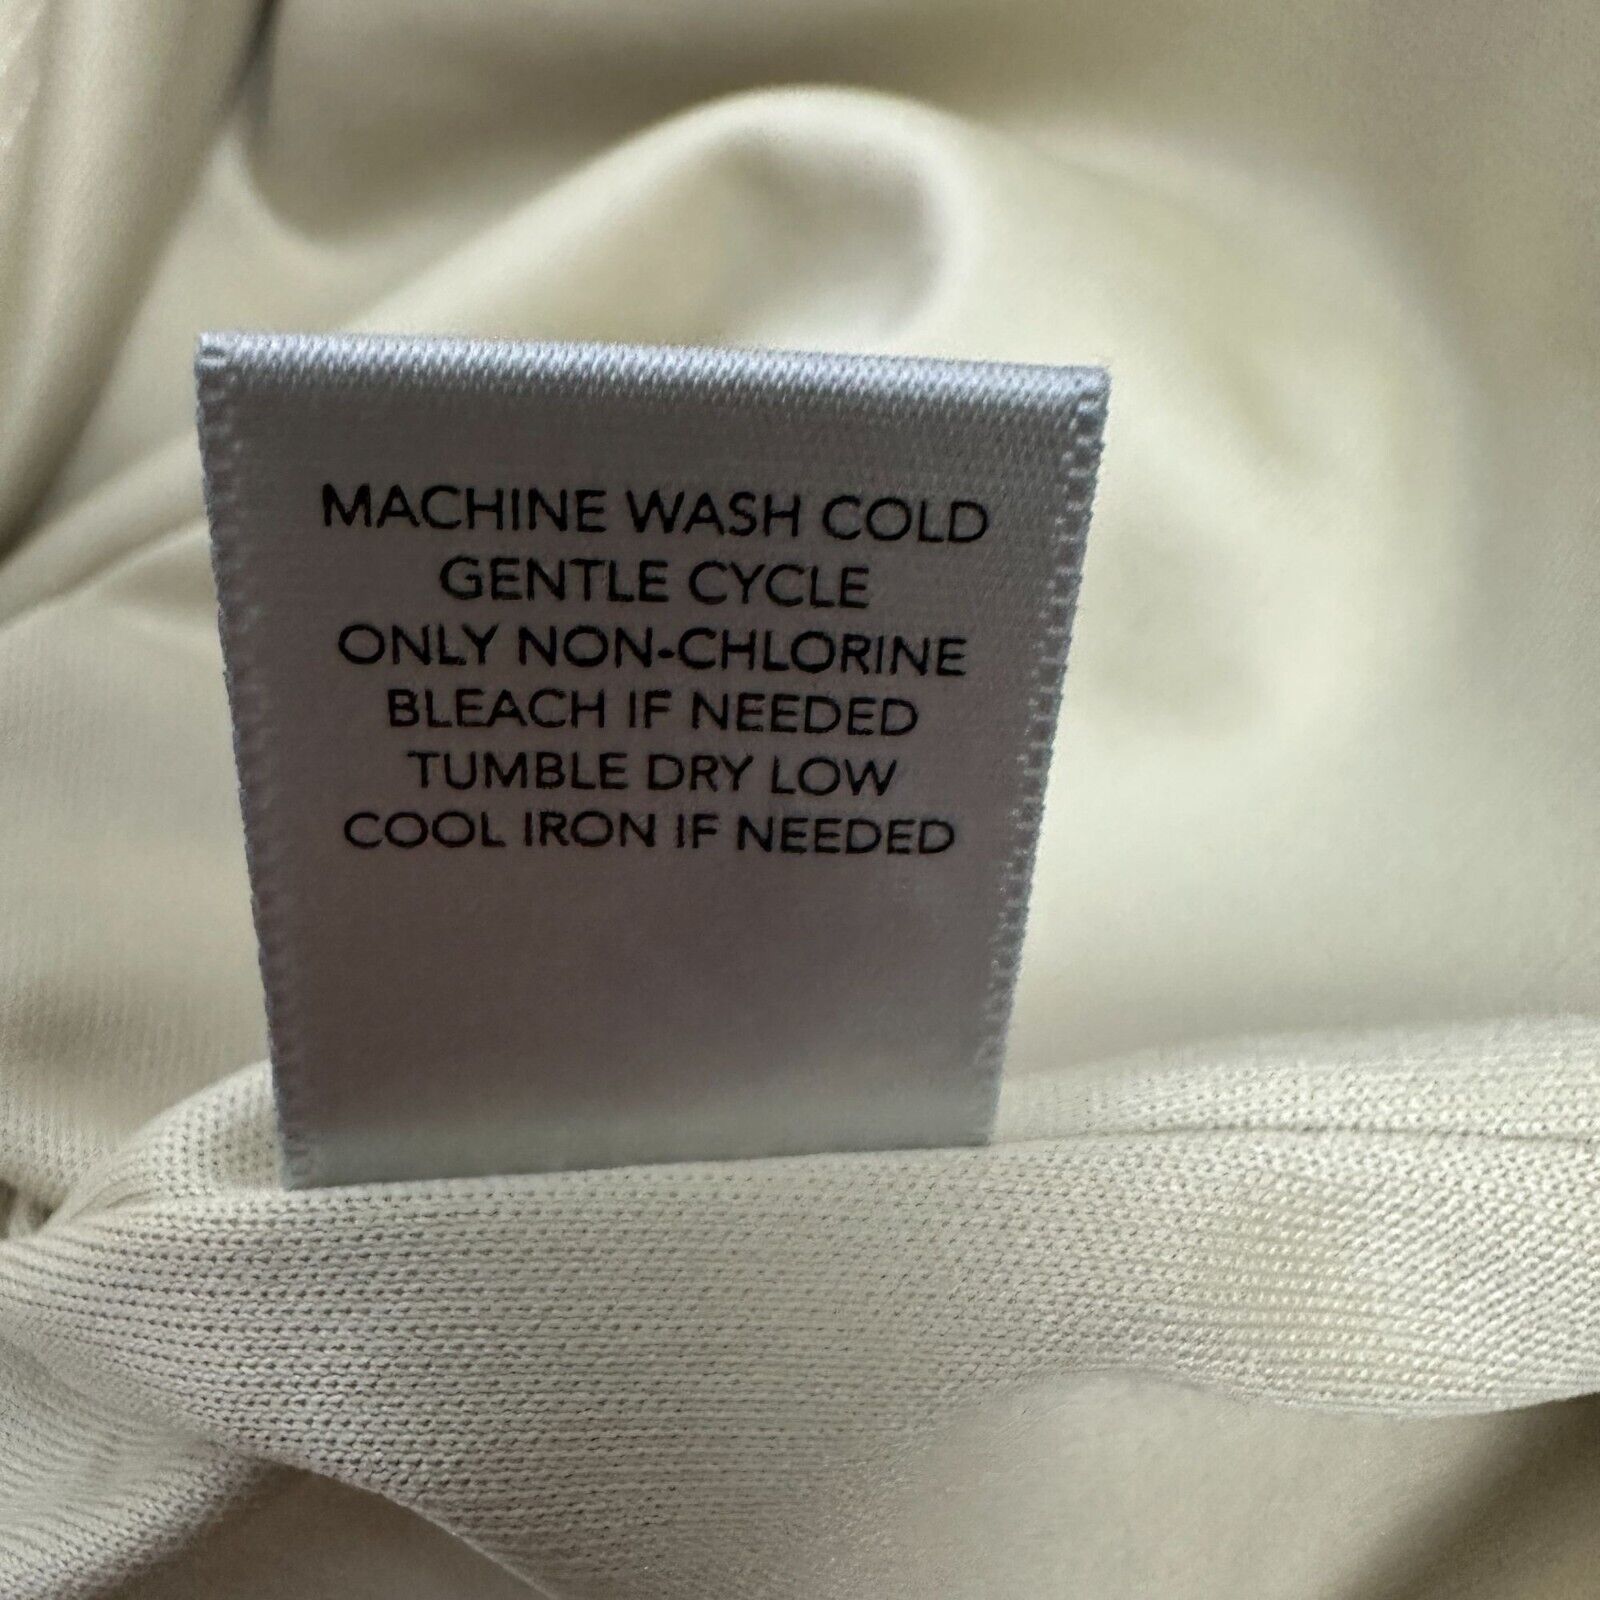 MACHINE WASH COLD
GENTLE CYCLE
ONLY NON-CHLORINE
BLEACH IF NEEDED
TUMBLE DRY LOW
COOL IRON IF NEEDED